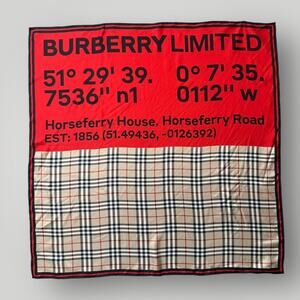 BURBERRY LIMITED
51° 29' 39. 0° 7' 35.
7536" n1 0112" w
Horseferry House, Horseferry Road
EST: 1856 (51.49436, -0126392)